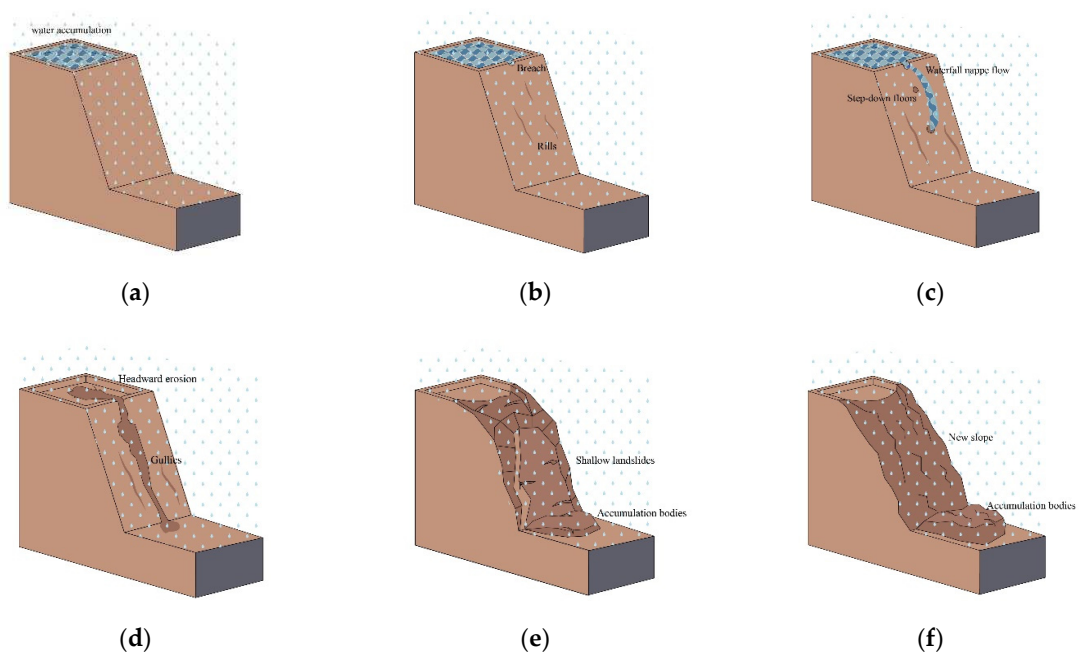 water accumulation
Breach
Rills
Waterfall nappe flow
Step-down floors
(a)
(b)
(c)
Headward erosion
Gullies
Shallow landslides
Accumulation bodies
New slope
Accumulation bodies
(d)
(e)
(f)